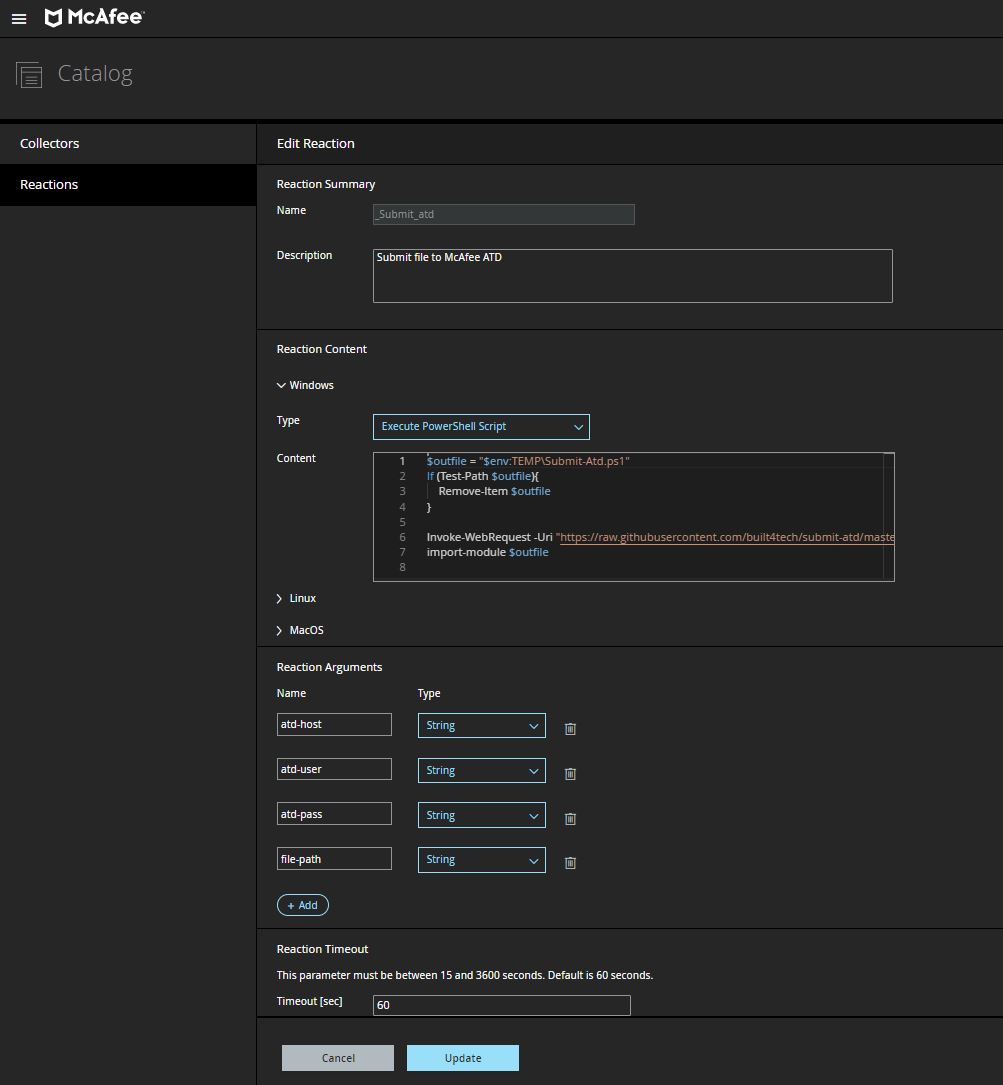 McAfee™
Catalog
Collectors
Reactions
Edit Reaction
Reaction Summary
Name
_Submit_atd
Description
Submit file to McAfee ATD
Reaction Content
Windows
Type
Execute PowerShell Script
Content
1 $outfile = "$env:TEMP\Submit-Atd.ps1"
2 If (Test-Path $outfile){
3 Remove-Item $outfile
4 }
5
6 Invoke-WebRequest -Uri "https://raw.githubusercontent.com/built4tech/submit-atd/maste
7 import-module $outfile
8
Linux
MacOS
Reaction Arguments
Name Type
atd-host String
atd-user String
atd-pass String
file-path String
+ Add
Reaction Timeout
This parameter must be between 15 and 3600 seconds. Default is 60 seconds.
Timeout [sec] 60
Cancel Update